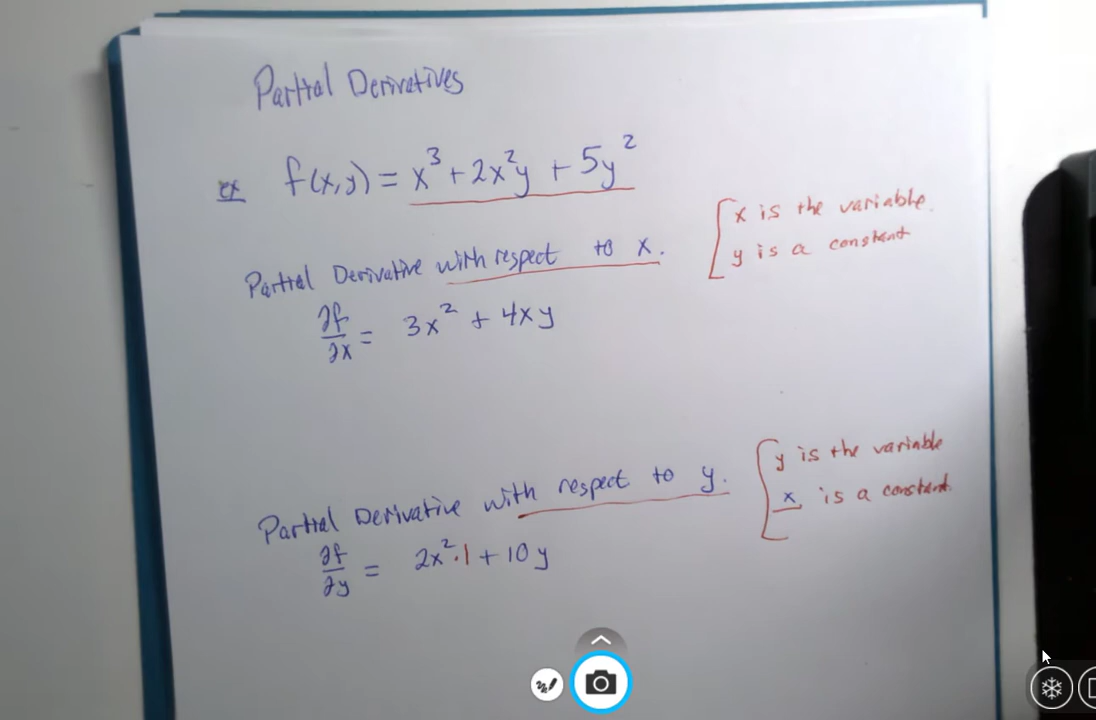 Partial Derivatives
ex f(x,y) = x³ + 2x²y + 5y²
x is the variable.
y is a constant
Partial Derivative with respect to x.
∂f/∂x = 3x² + 4xy
y is the variable
x is a constant.
Partial Derivative with respect to y.
∂f/∂y = 2x²·1 + 10y